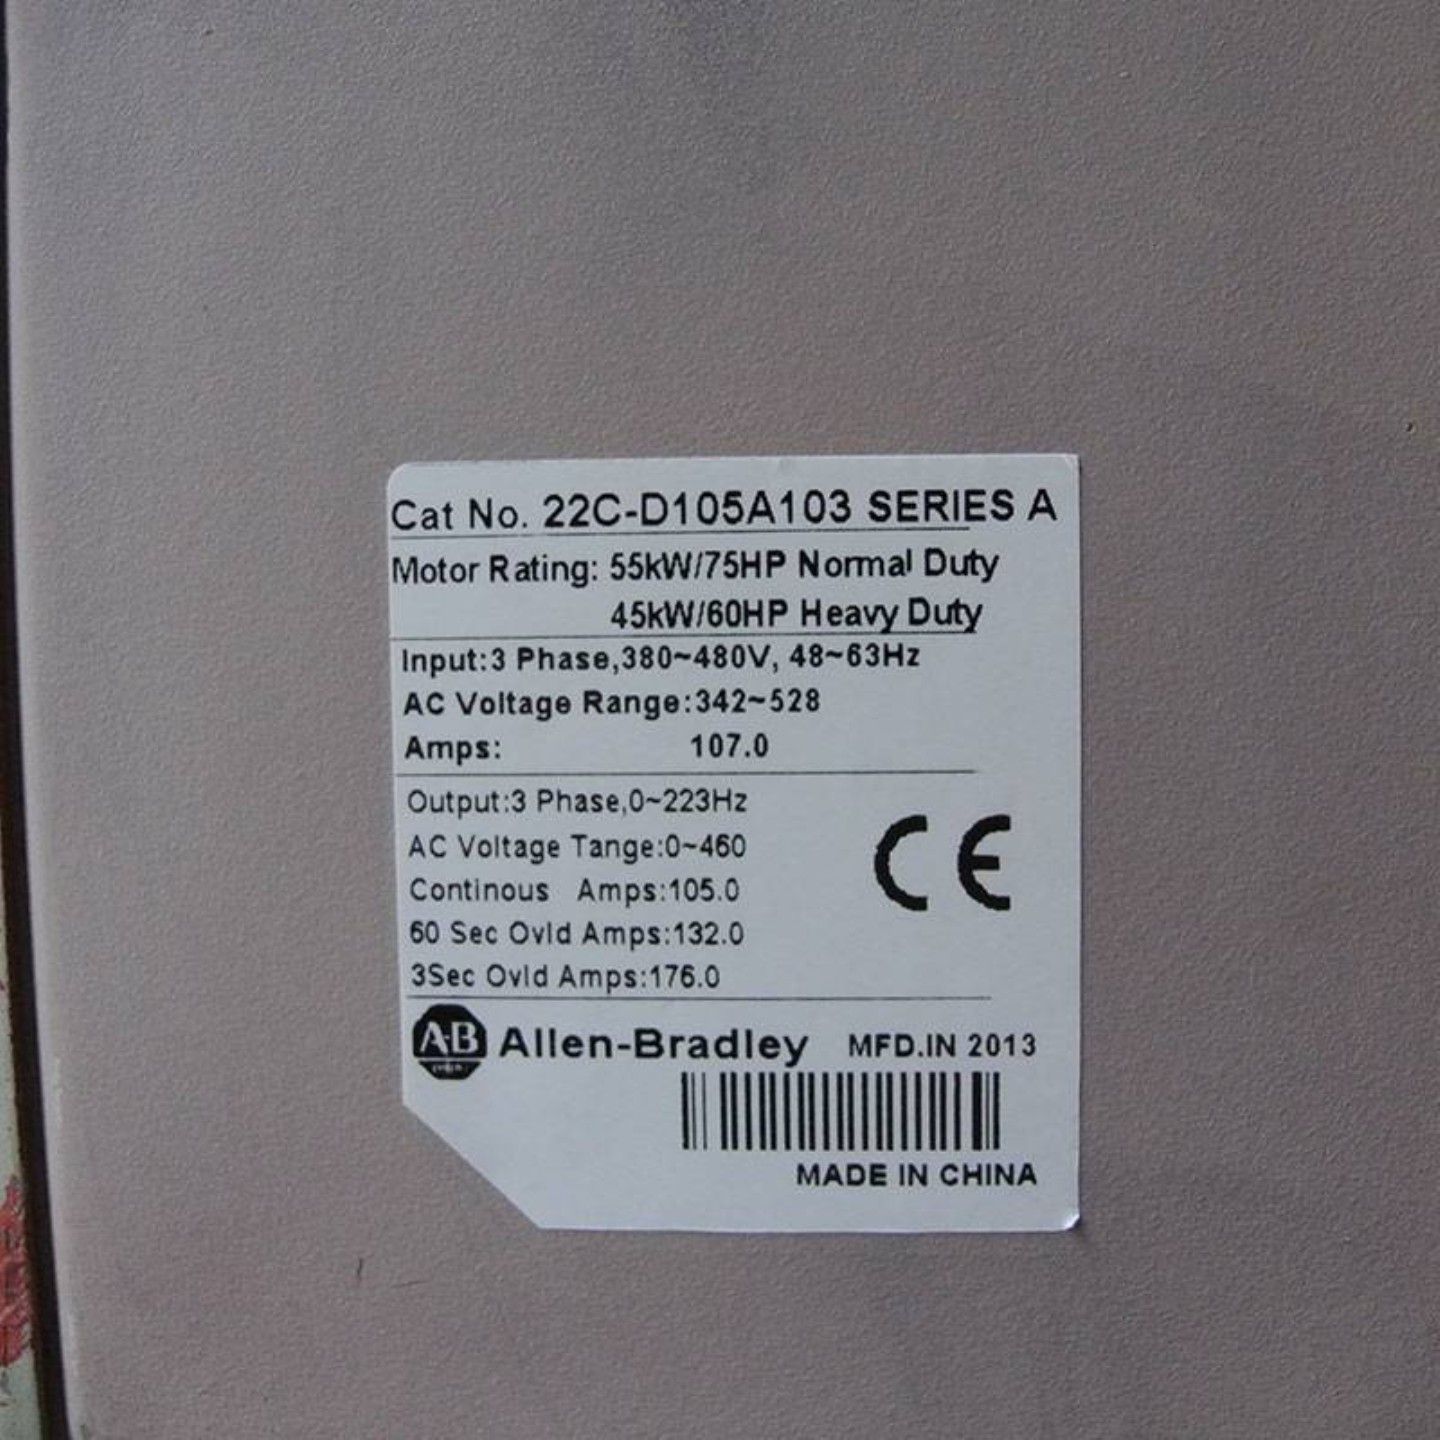 Cat No. 22C-D105A103 SERIES A
Motor Rating: 55kW/75HP Normal Duty
45kW/60HP Heavy Duty
Input:3 Phase,380~480V, 48~63Hz
AC Voltage Range:342~528
Amps: 107.0
Output:3 Phase,0~223Hz
AC Voltage Tange:0~460
Continous Amps:105.0
60 Sec Ovld Amps:132.0
3Sec Ovld Amps:176.0
CE
AB Allen-Bradley MFD.IN 2013
MADE IN CHINA